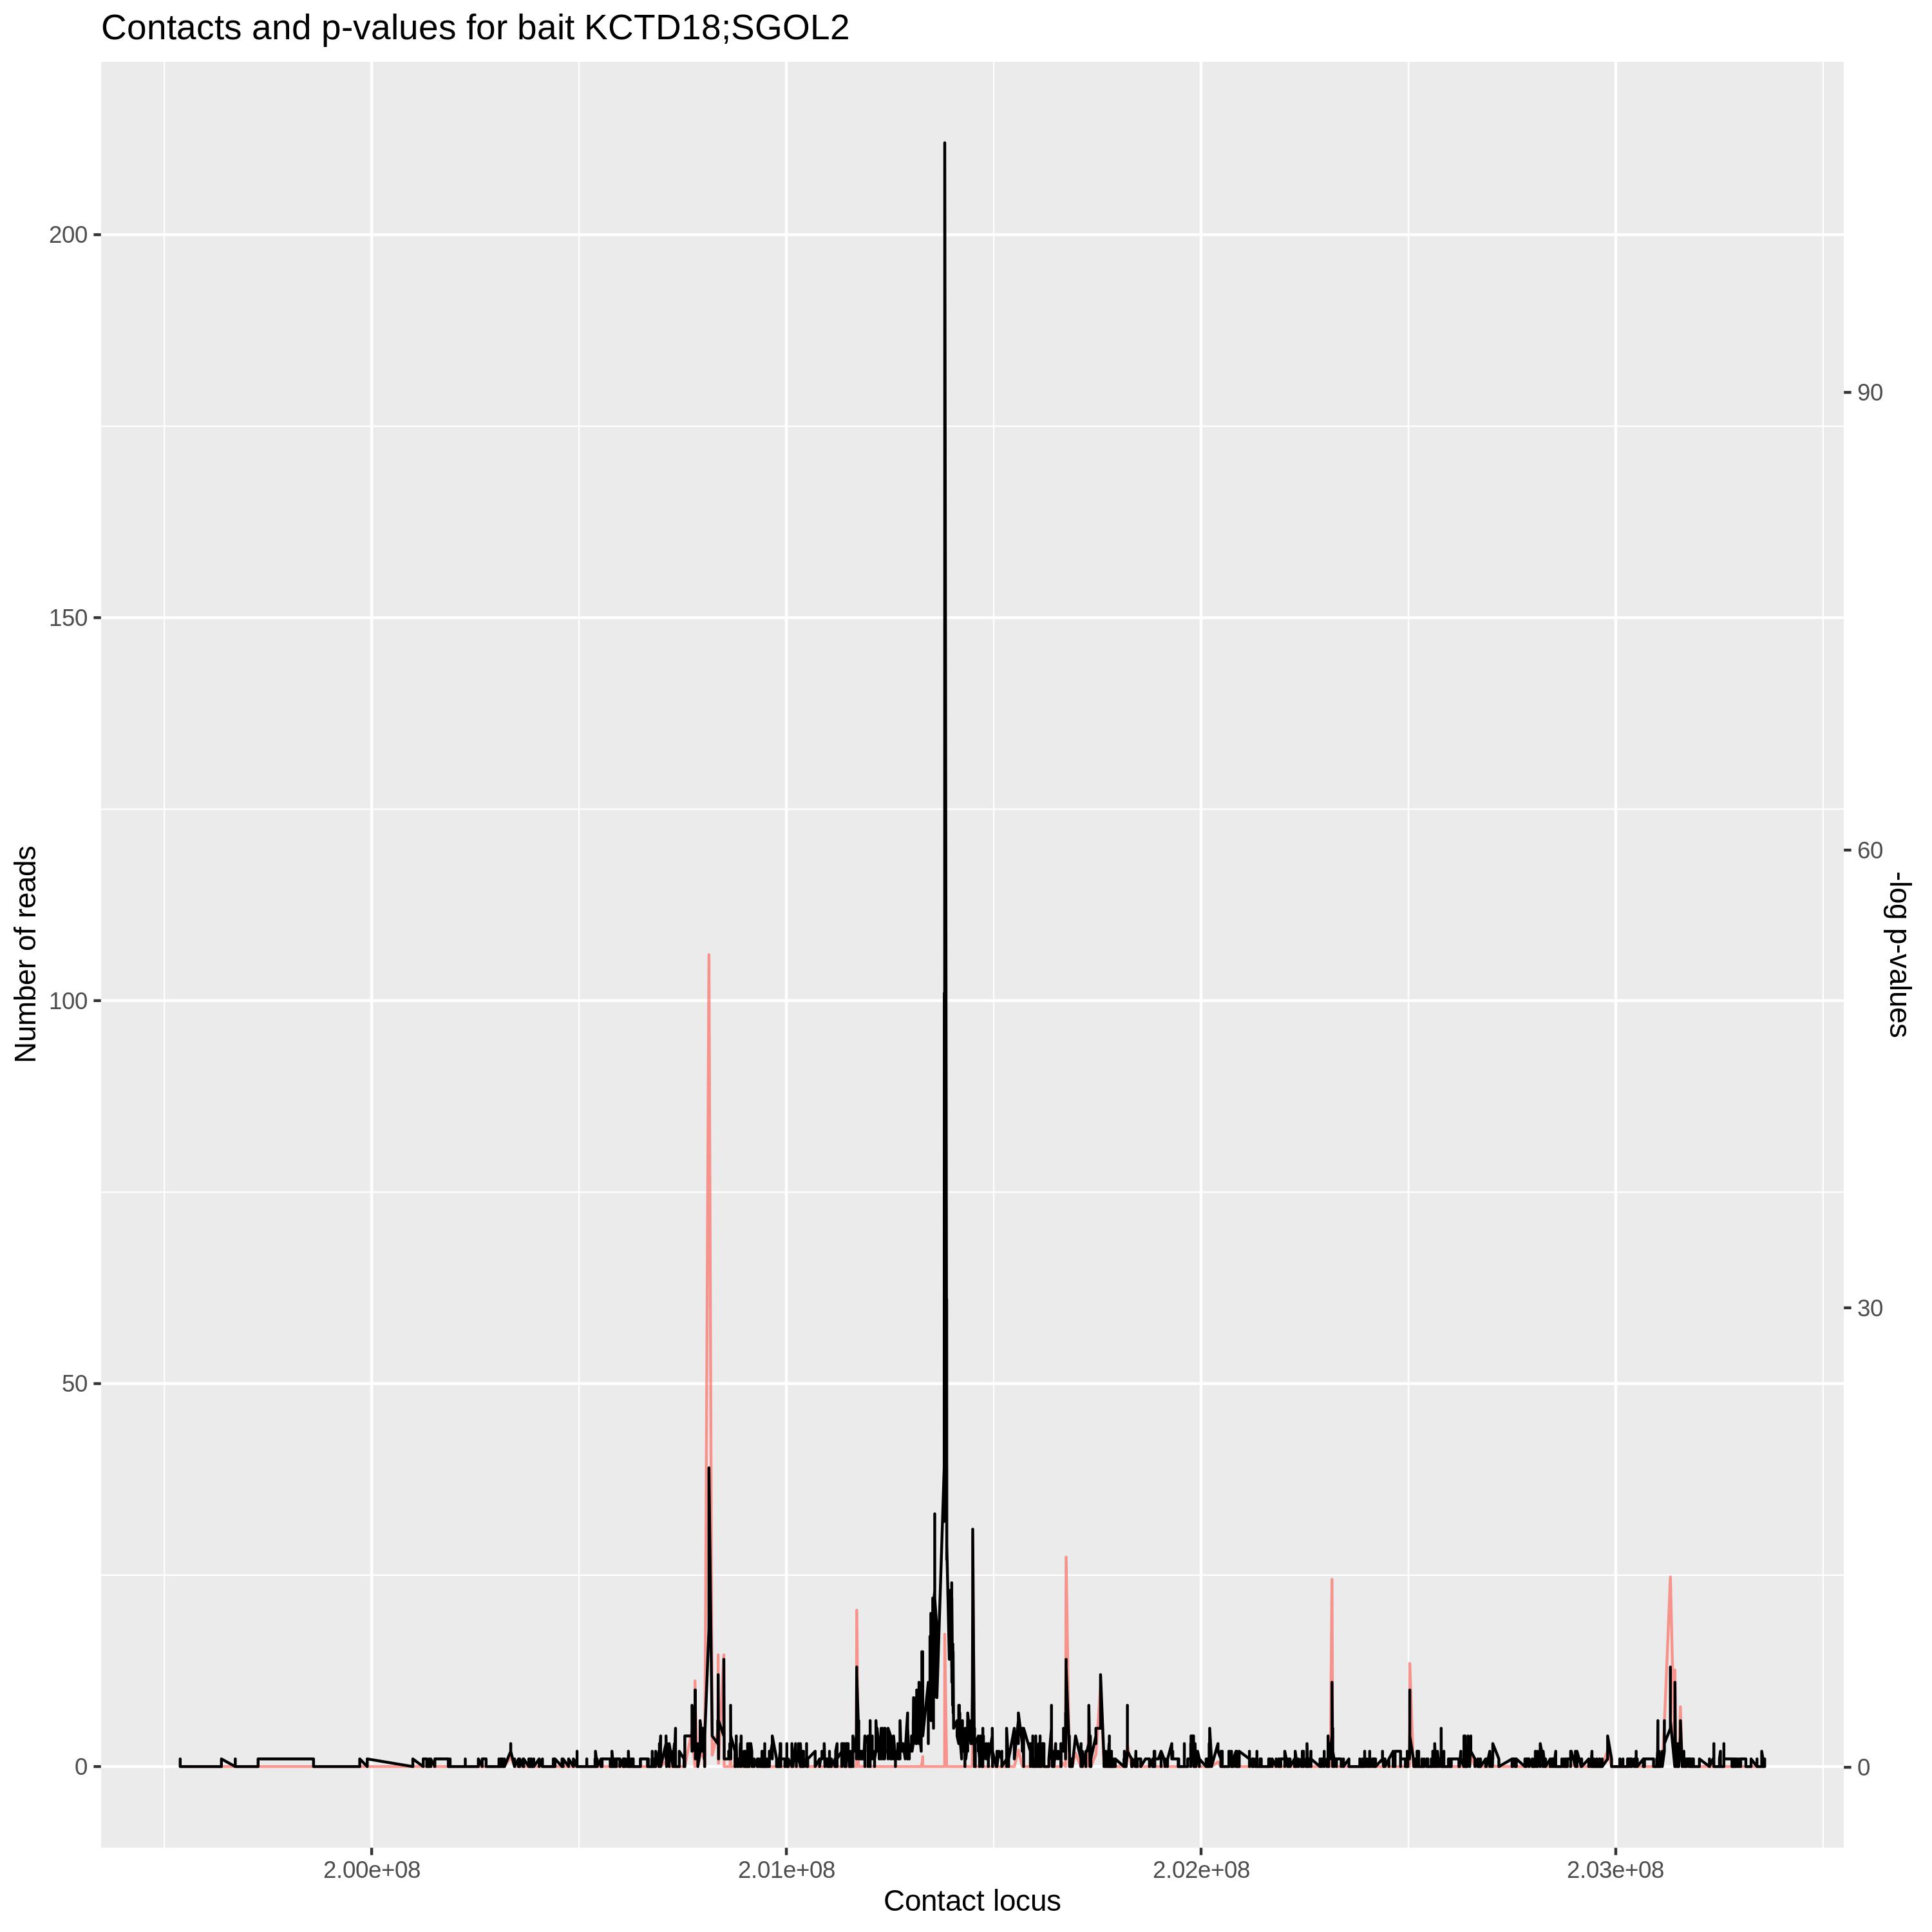 Contacts and p-values for bait KCTD18;SGOL2
Number of reads
200
150
100
50
0
90
60
30
0
-log p-values
2.00e+08
2.01e+08
2.02e+08
2.03e+08
Contact locus